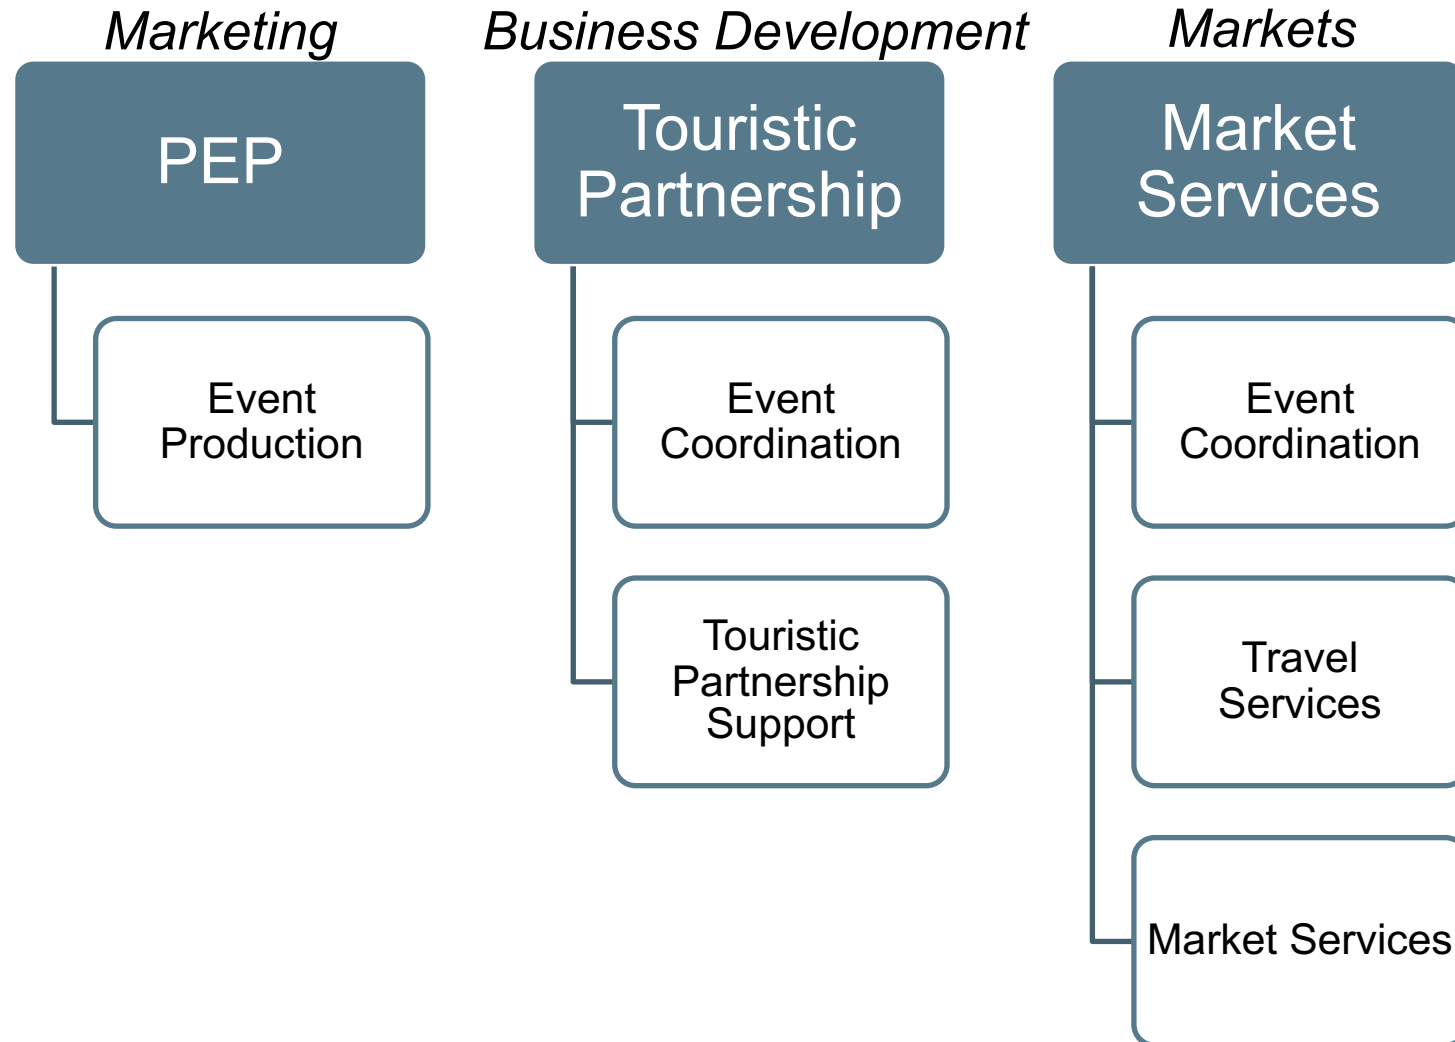 Marketing
PEP
Event
Production
Business Development
Touristic
Partnership
Event
Coordination
Touristic
Partnership
Support
Markets
Market
Services
Event
Coordination
Travel
Services
Market Services